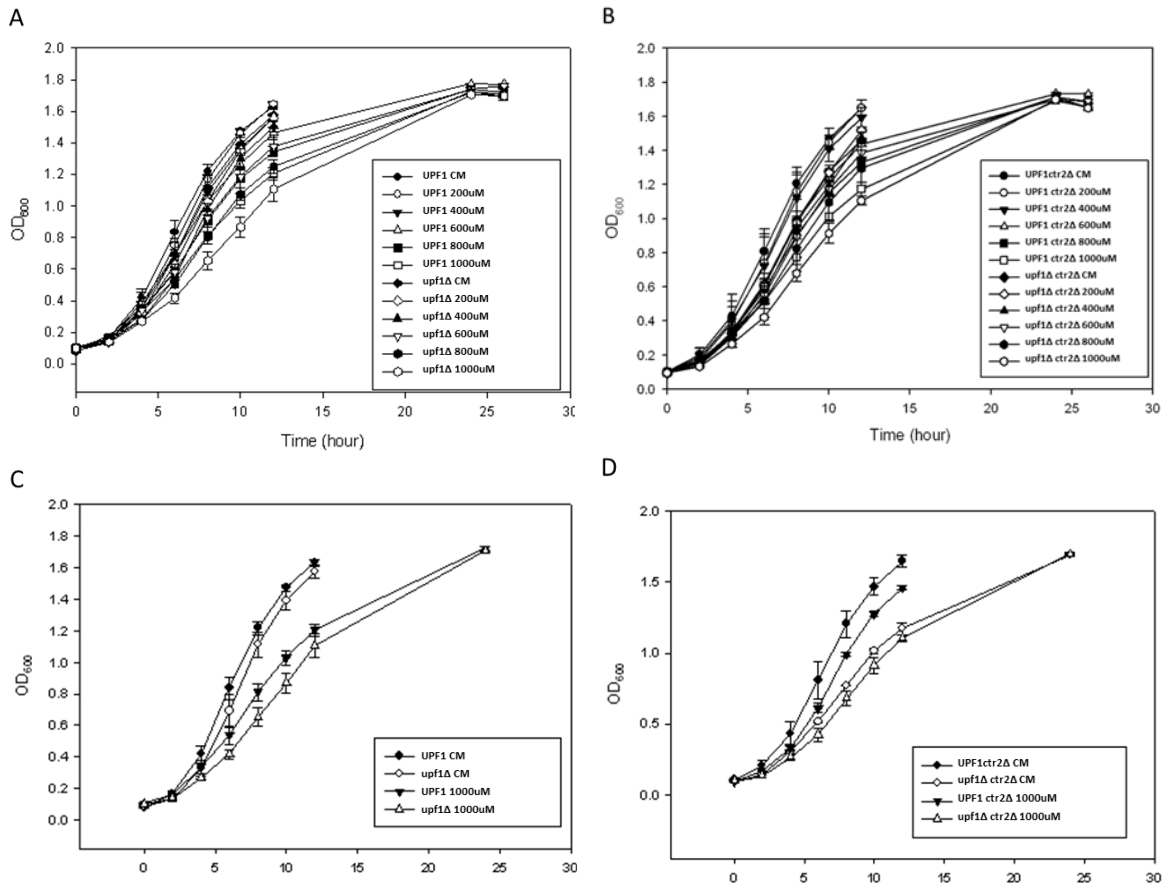 A
2.0
1.8
1.6
1.4
1.2
1.0
0.8
0.6
0.4
0.2
0.0
OD600
0
5
10
15
20
25
30
Time (hour)
UPF1 CM
UPF1 200uM
UPF1 400uM
UPF1 600uM
UPF1 800uM
UPF1 1000uM
upf1Δ CM
upf1Δ 200uM
upf1Δ 400uM
upf1Δ 600uM
upf1Δ 800uM
upf1Δ 1000uM
B
2.0
1.8
1.6
1.4
1.2
1.0
0.8
0.6
0.4
0.2
0.0
OD600
0
5
10
15
20
25
30
Time (hour)
UPF1ctr2Δ CM
UPF1 ctr2Δ 200uM
UPF1 ctr2Δ 400uM
UPF1 ctr2Δ 600uM
UPF1 ctr2Δ 800uM
UPF1 ctr2Δ 1000uM
upf1Δ ctr2Δ CM
upf1Δ ctr2Δ 200uM
upf1Δ ctr2Δ 400uM
upf1Δ ctr2Δ 600uM
upf1Δ ctr2Δ 800uM
upf1Δ ctr2Δ 1000uM
C
2.0
1.8
1.6
1.4
1.2
1.0
0.8
0.6
0.4
0.2
0.0
OD600
0
5
10
15
20
25
30
UPF1 CM
upf1Δ CM
UPF1 1000uM
upf1Δ 1000uM
D
2.0
1.5
1.0
0.5
0.0
OD600
0
5
10
15
20
25
30
UPF1ctr2Δ CM
upf1Δ ctr2Δ CM
UPF1 ctr2Δ 1000uM
upf1Δ ctr2Δ 1000uM